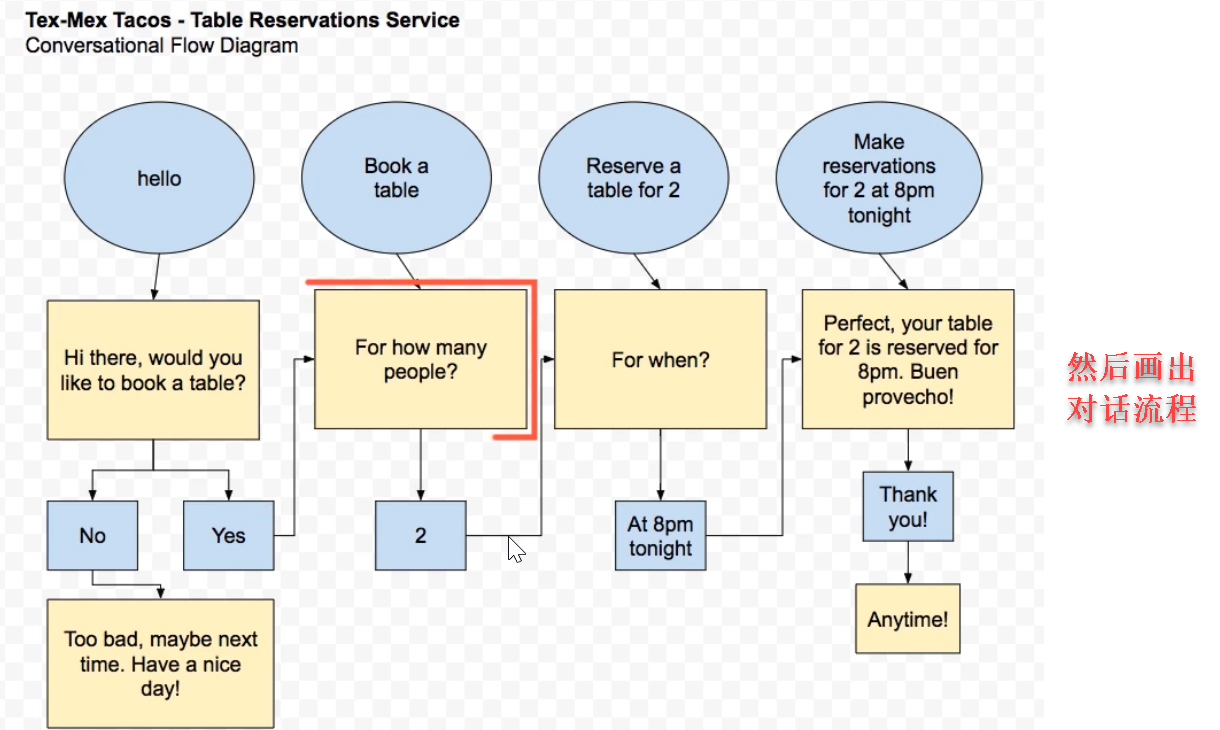 Tex-Mex Tacos - Table Reservations Service
Conversational Flow Diagram
hello
Book a
table
Reserve a
table for 2
Make
reservations
for 2 at 8pm
tonight
Hi there, would you
like to book a table?
For how many
people?
For when?
Perfect, your table
for 2 is reserved for
8pm. Buen
provecho!
然后画出
对话流程
No
Yes
2
At 8pm
tonight
Thank
you!
Too bad, maybe next
time. Have a nice
day!
Anytime!